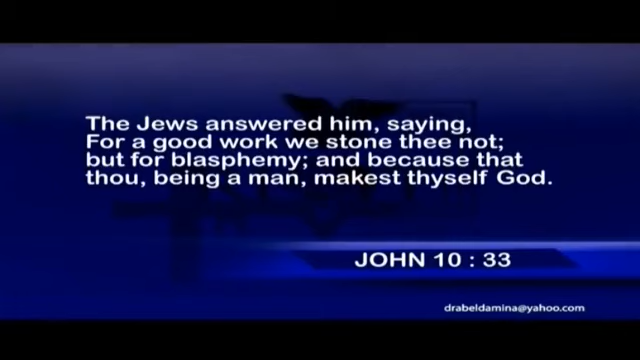 The Jews answered him, saying,
For a good work we stone thee not;
but for blasphemy; and because that
thou, being a man, makest thyself God.
JOHN 10 : 33
drabeldamina@yahoo.com